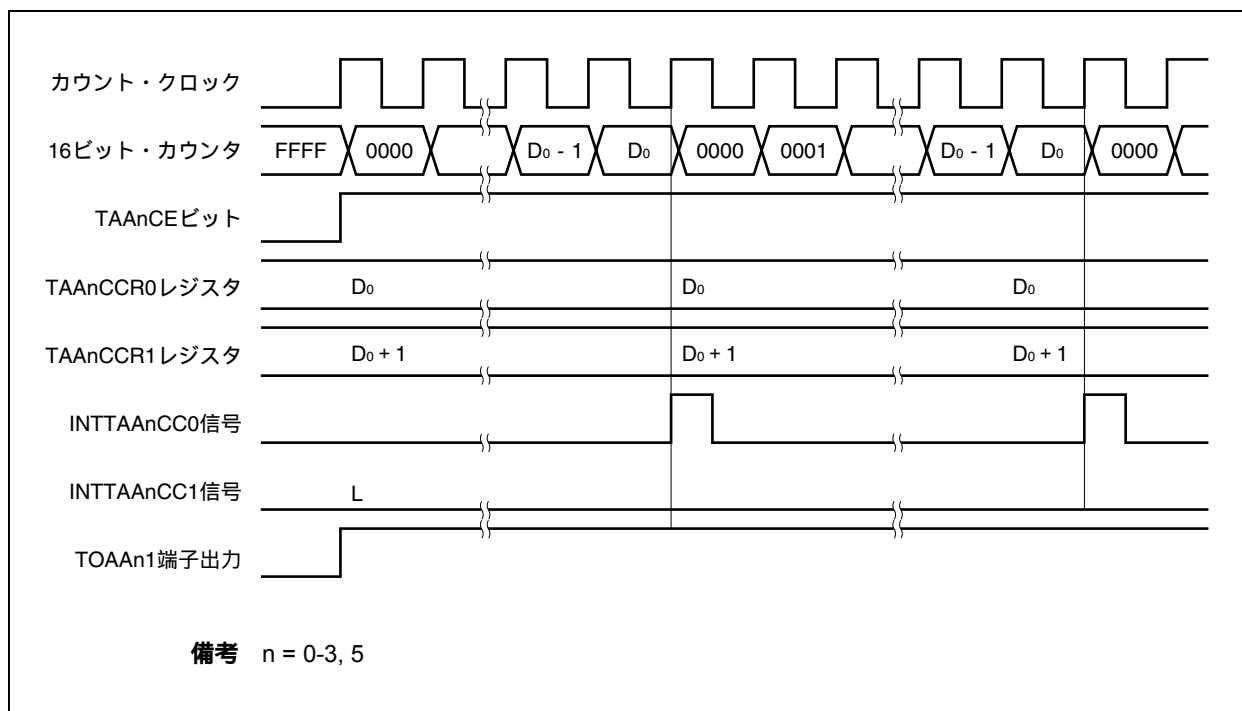 カウント・クロック
16ビット・カウンタ FFFF 0000 D0 - 1 D0 0000 0001 D0 - 1 D0 0000
TAAnCEビット
TAAnCCR0レジスタ D0 D0 D0
TAAnCCR1レジスタ D0 + 1 D0 + 1 D0 + 1
INTTAAnCC0信号
INTTAAnCC1信号 L
TOAAn1端子出力
備考 n = 0-3, 5